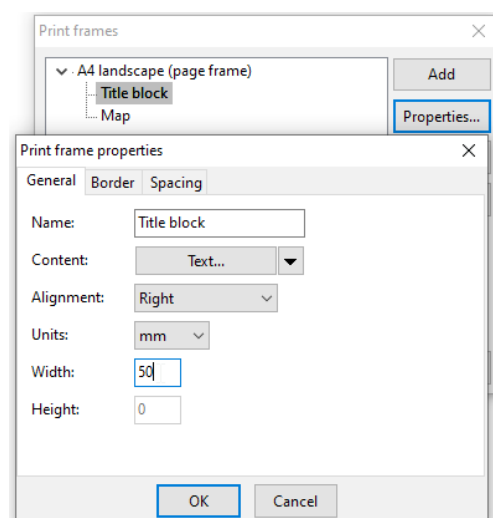 Print frames
A4 landscape (page frame)
Title block
Map
Add
Properties...
Print frame properties
General Border Spacing
Name: Title block
Content: Text...
Alignment: Right
Units: mm
Width: 50
Height: 0
OK Cancel